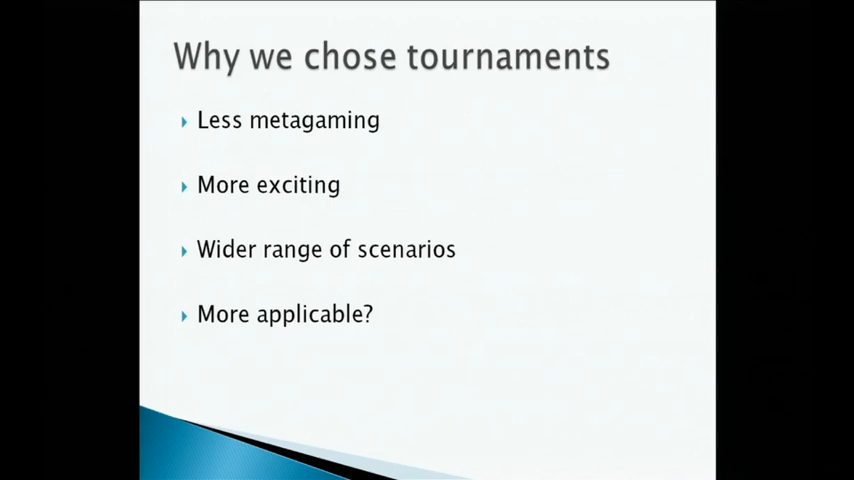 Why we chose tournaments
Less metagaming
More exciting
Wider range of scenarios
More applicable?